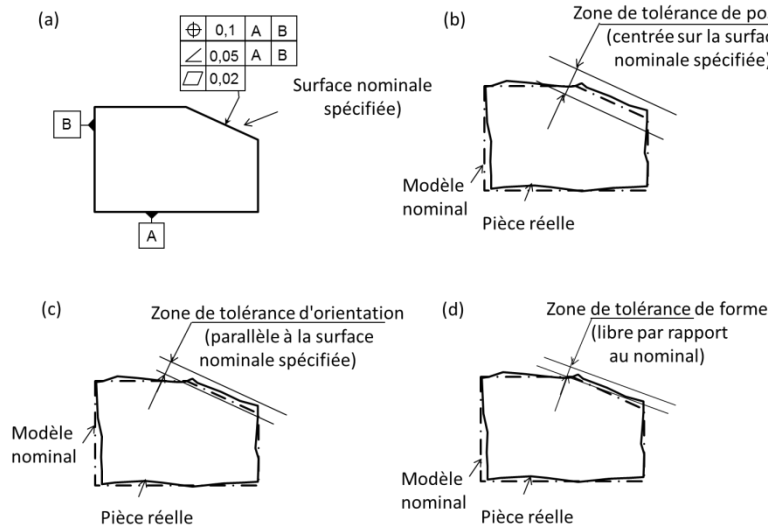 (a)
0,1 A B
0,05 A B
0,02
Surface nominale
spécifiée)
B
A
(b)
Zone de tolérance de po
(centrée sur la surface
nominale spécifiée)
Modèle
nominal
Pièce réelle
(c)
Zone de tolérance d'orientation
(parallèle à la surface
nominale spécifiée)
Modèle
nominal
Pièce réelle
(d)
Zone de tolérance de forme
(libre par rapport
au nominal)
Modèle
nominal
Pièce réelle